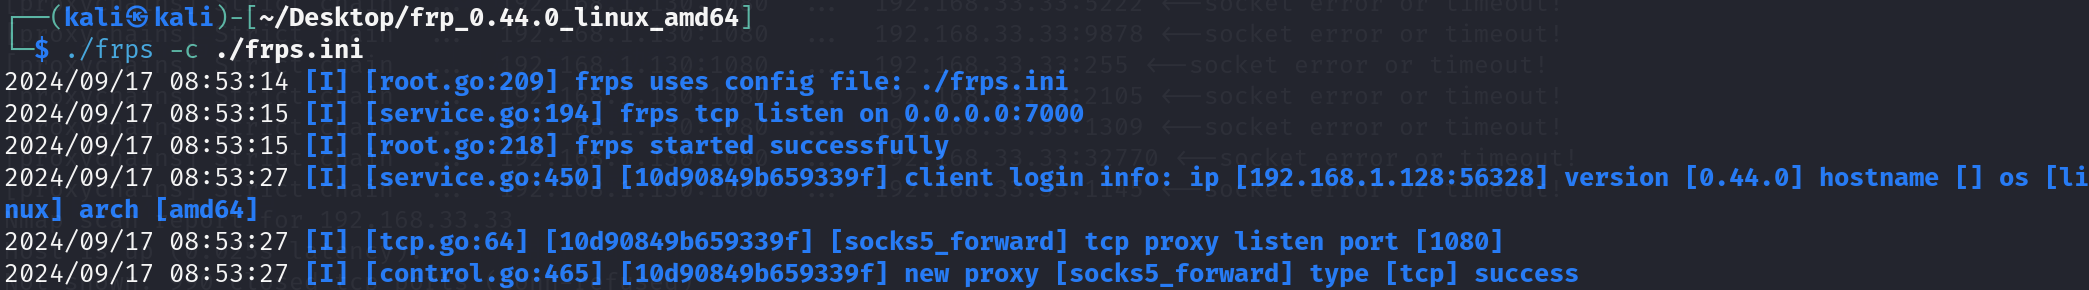 ┌──(kali㉿kali)-[~/Desktop/frp_0.44.0_linux_amd64]
└─$ ./frps -c ./frps.ini
2024/09/17 08:53:14 [I] [root.go:209] frps uses config file: ./frps.ini
2024/09/17 08:53:15 [I] [service.go:194] frps tcp listen on 0.0.0.0:7000
2024/09/17 08:53:15 [I] [root.go:218] frps started successfully
2024/09/17 08:53:27 [I] [service.go:450] [10d90849b659339f] client login info: ip [192.168.1.128:56328] version [0.44.0] hostname [] os [li
nux] arch [amd64]
2024/09/17 08:53:27 [I] [tcp.go:64] [10d90849b659339f] [socks5_forward] tcp proxy listen port [1080]
2024/09/17 08:53:27 [I] [control.go:465] [10d90849b659339f] new proxy [socks5_forward] type [tcp] success